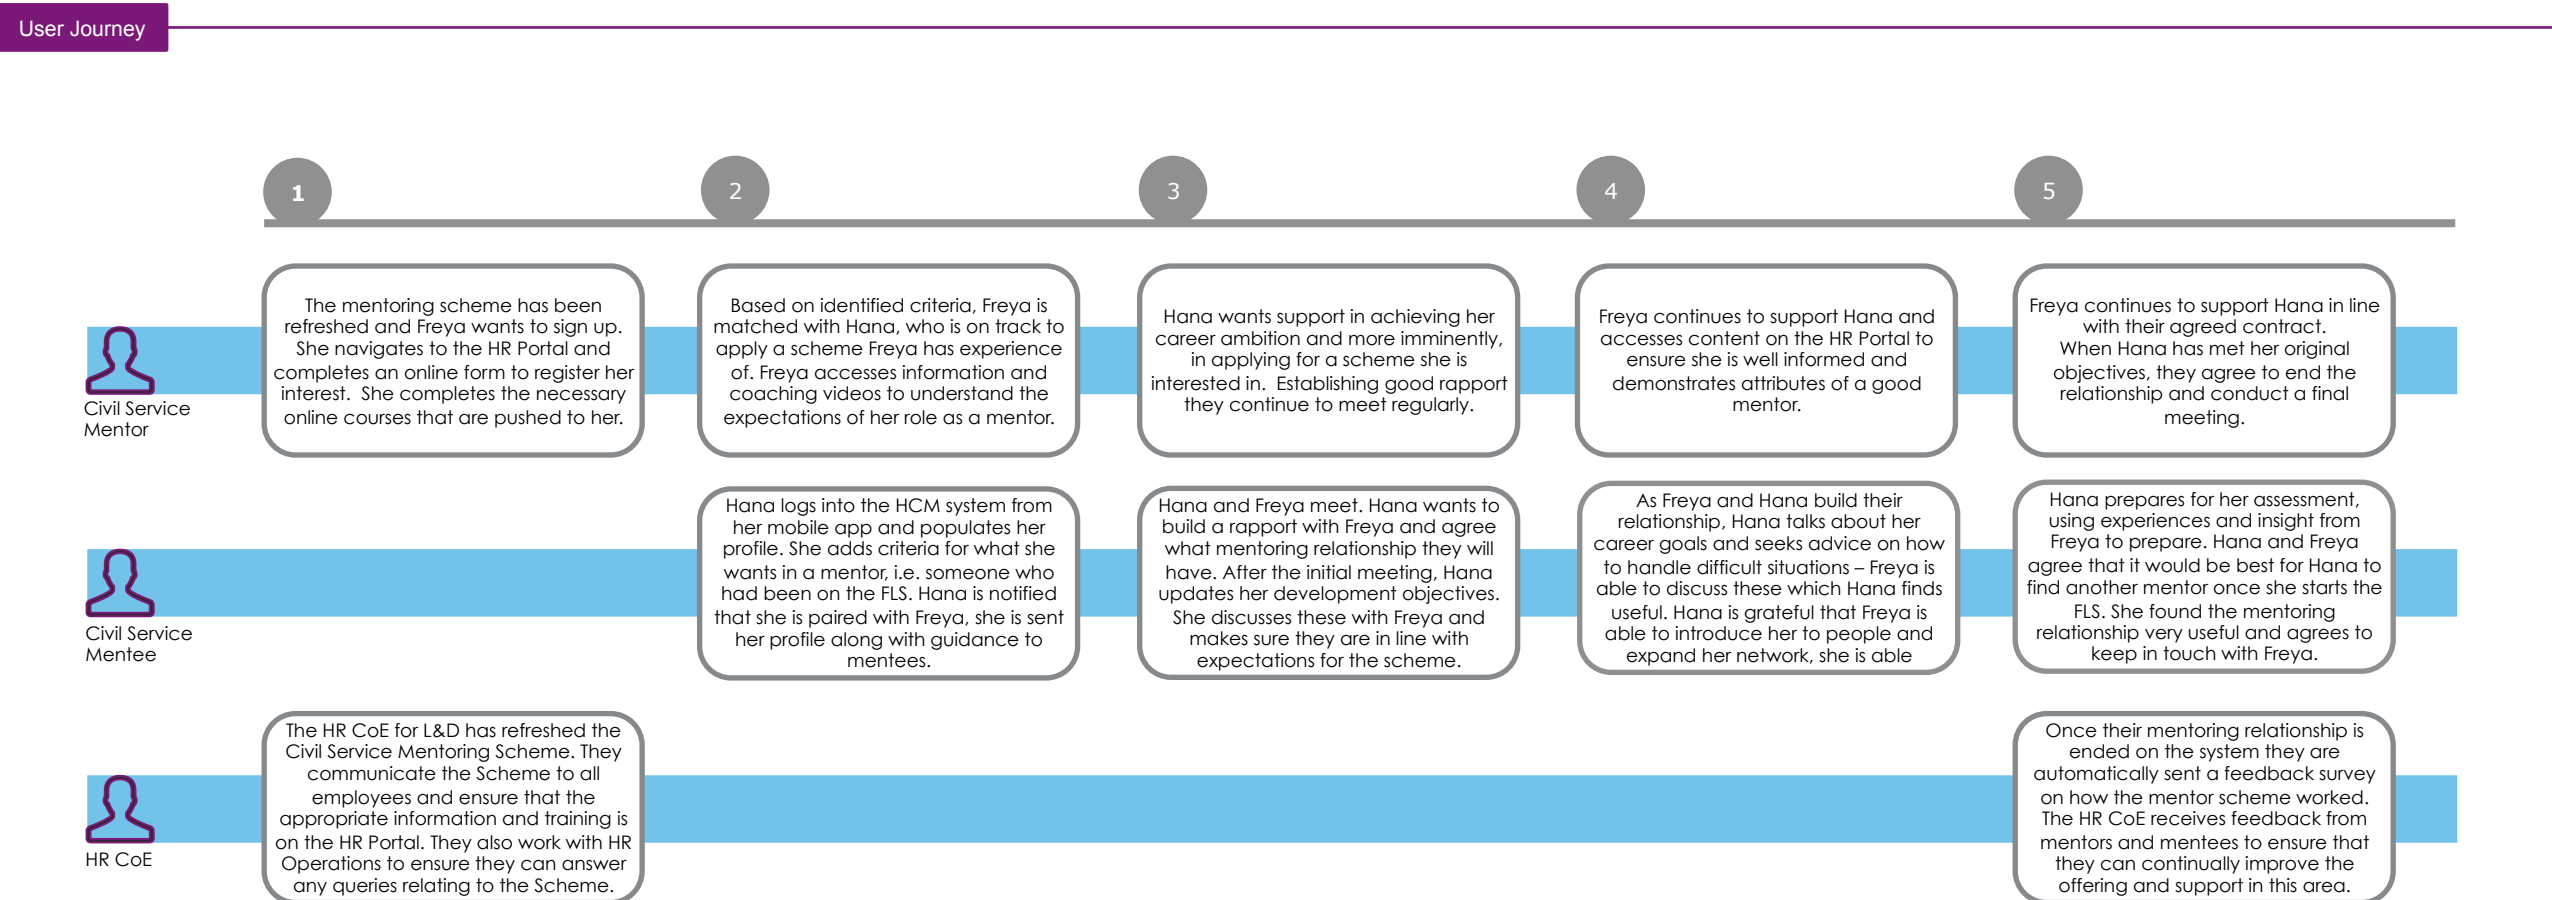 User Journey
1
2
3
4
5
The mentoring scheme has been
refreshed and Freya wants to sign up.
She navigates to the HR Portal and
completes an online form to register her
interest. She completes the necessary
online courses that are pushed to her.
Based on identified criteria, Freya is
matched with Hana, who is on track to
apply a scheme Freya has experience
of. Freya accesses information and
coaching videos to understand the
expectations of her role as a mentor.
Hana wants support in achieving her
career ambition and more imminently,
in applying for a scheme she is
interested in. Establishing good rapport
they continue to meet regularly.
Freya continues to support Hana and
accesses content on the HR Portal to
ensure she is well informed and
demonstrates attributes of a good
mentor.
Freya continues to support Hana in line
with their agreed contract.
When Hana has met her original
objectives, they agree to end the
relationship and conduct a final
meeting.
Civil Service
Mentor
Hana logs into the HCM system from
her mobile app and populates her
profile. She adds criteria for what she
wants in a mentor, i.e. someone who
had been on the FLS. Hana is notified
that she is paired with Freya, she is sent
her profile along with guidance to
mentees.
Hana and Freya meet. Hana wants to
build a rapport with Freya and agree
what mentoring relationship they will
have. After the initial meeting, Hana
updates her development objectives.
She discusses these with Freya and
makes sure they are in line with
expectations for the scheme.
As Freya and Hana build their
relationship, Hana talks about her
career goals and seeks advice on how
to handle difficult situations – Freya is
able to discuss these which Hana finds
useful. Hana is grateful that Freya is
able to introduce her to people and
expand her network, she is able
Hana prepares for her assessment,
using experiences and insight from
Freya to prepare. Hana and Freya
agree that it would be best for Hana to
find another mentor once she starts the
FLS. She found the mentoring
relationship very useful and agrees to
keep in touch with Freya.
Civil Service
Mentee
The HR CoE for L&D has refreshed the
Civil Service Mentoring Scheme. They
communicate the Scheme to all
employees and ensure that the
appropriate information and training is
on the HR Portal. They also work with HR
Operations to ensure they can answer
any queries relating to the Scheme.
Once their mentoring relationship is
ended on the system they are
automatically sent a feedback survey
on how the mentor scheme worked.
The HR CoE receives feedback from
mentors and mentees to ensure that
they can continually improve the
offering and support in this area.
HR CoE